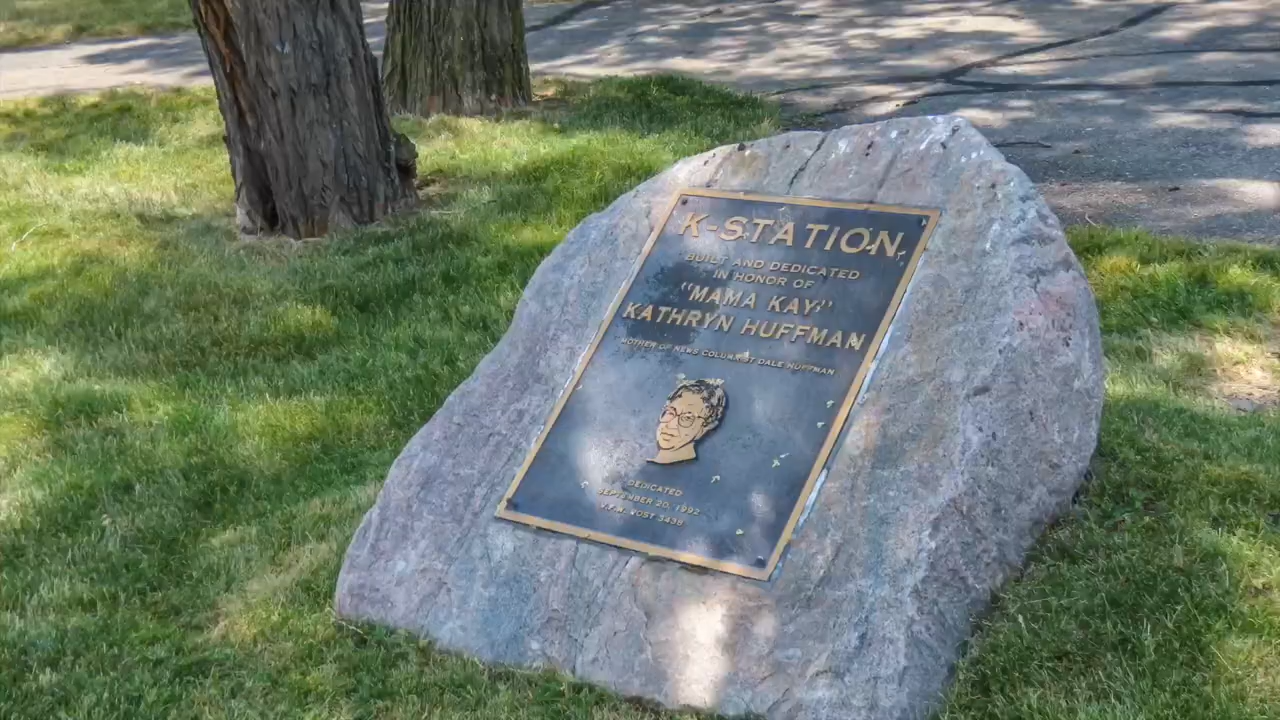 K-STATION
BUILT AND DEDICATED
IN HONOR OF
"MAMA KAY"
KATHRYN HUFFMAN
MOTHER OF NEWS COLUMNIST DALE HUFFMAN
DEDICATED
SEPTEMBER 20, 1992
V.F.W. POST 3438